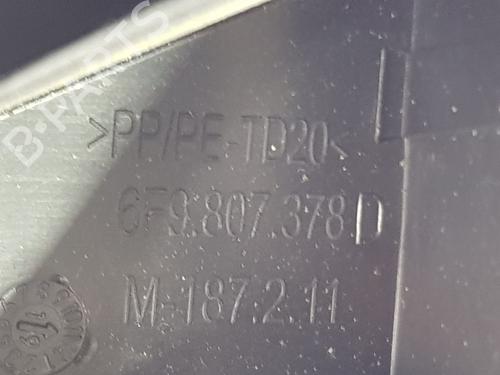 B-PARTS
>PP/PE-TD20<
6F9.807.378 D
M-187.2.11